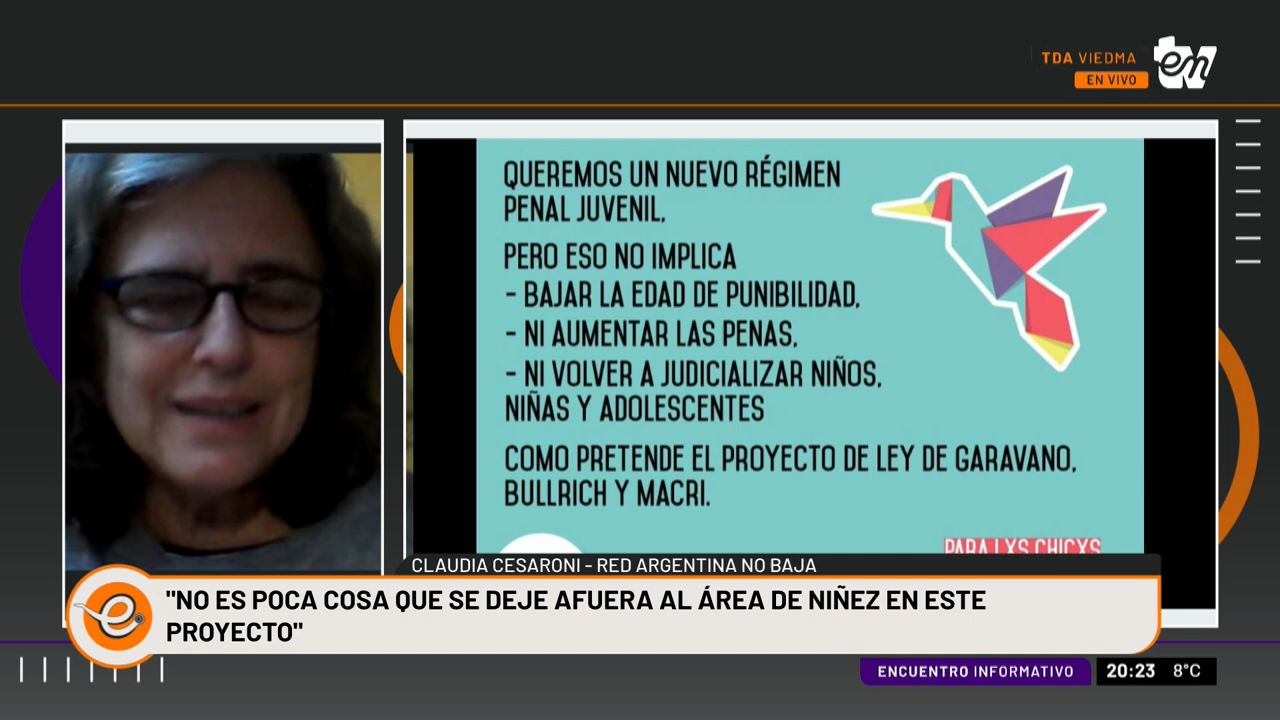 TDA VIEDMA
EN VIVO
em
QUEREMOS UN NUEVO RÉGIMEN
PENAL JUVENIL,
PERO ESO NO IMPLICA
- BAJAR LA EDAD DE PUNIBILIDAD,
- NI AUMENTAR LAS PENAS,
- NI VOLVER A JUDICIALIZAR NIÑOS,
NIÑAS Y ADOLESCENTES
COMO PRETENDE EL PROYECTO DE LEY DE GARAVANO,
BULLRICH Y MACRI.
PARA LXS CHICXS
CLAUDIA CESARONI - RED ARGENTINA NO BAJA
"NO ES POCA COSA QUE SE DEJE AFUERA AL ÁREA DE NIÑEZ EN ESTE
PROYECTO"
e
ENCUENTRO INFORMATIVO
20:23 8°C